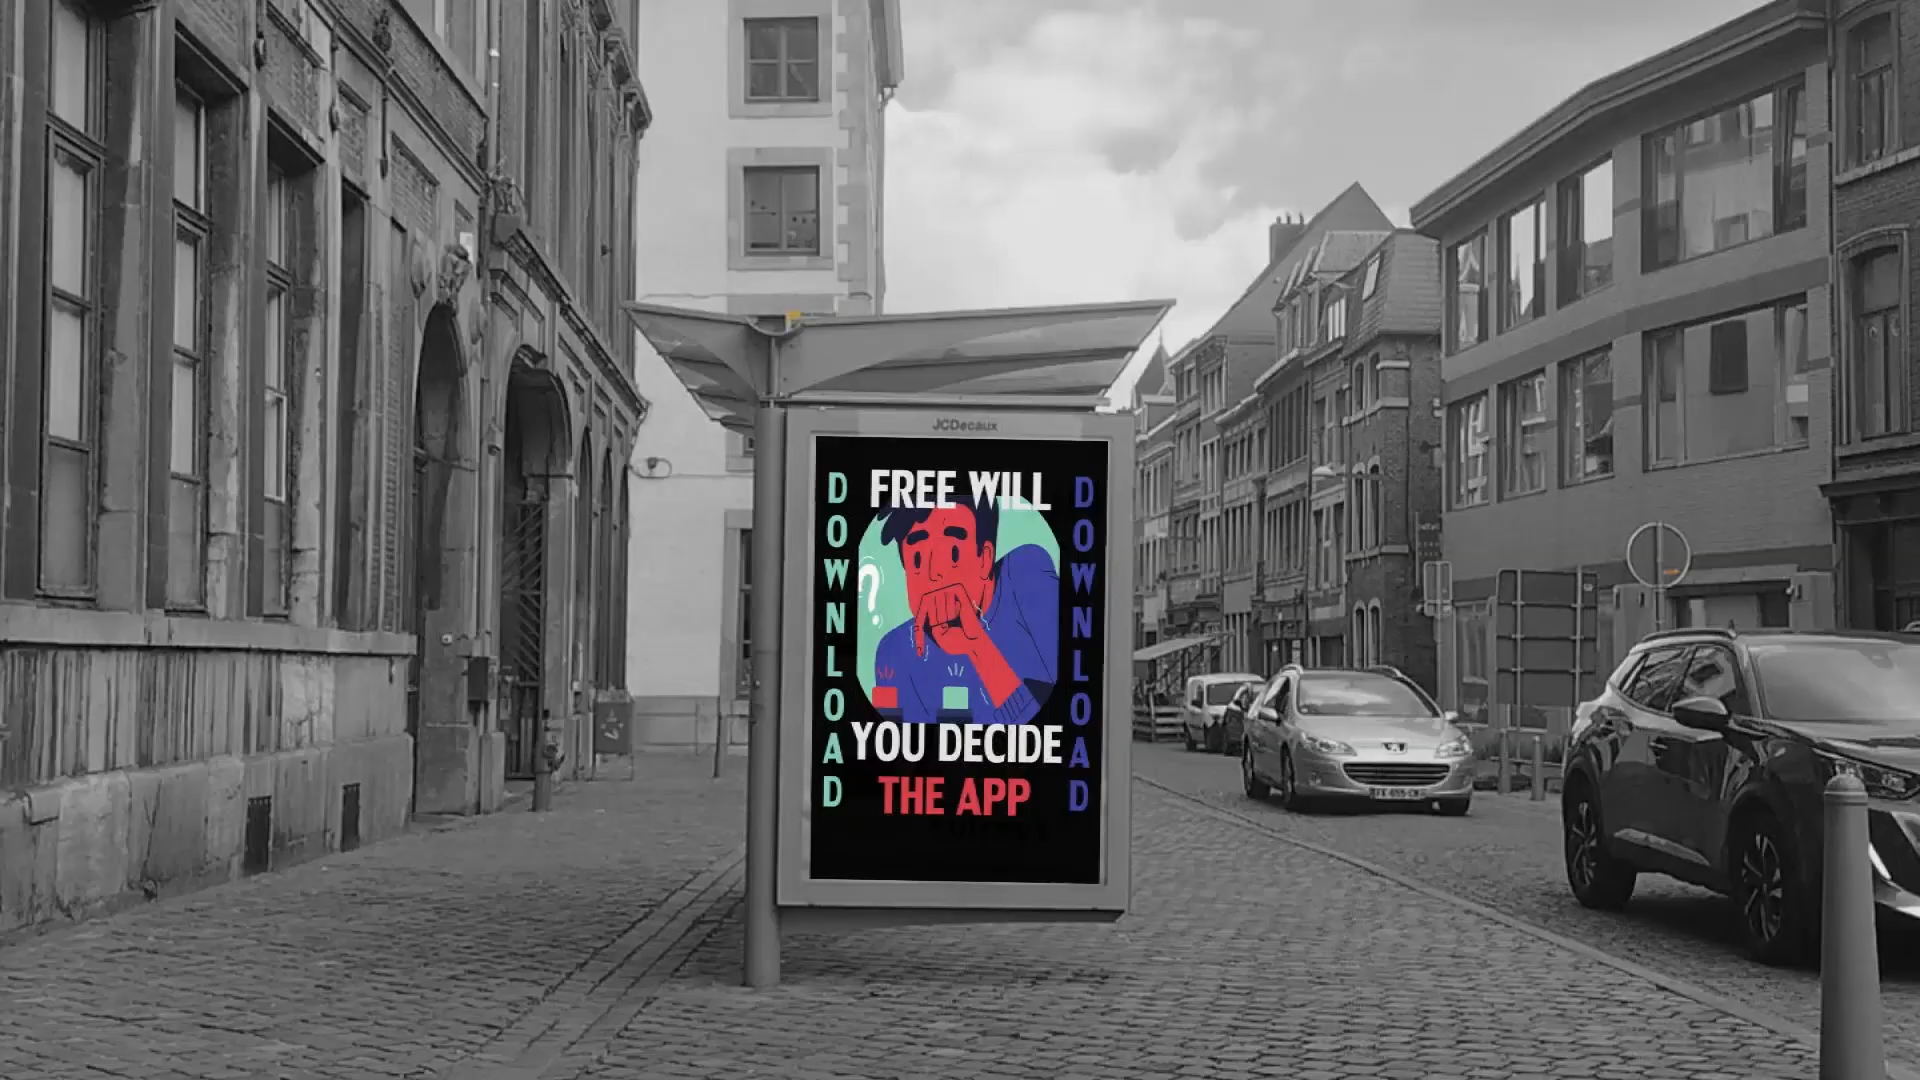 JCDecaux
FREE WILL
DOWNLOAD
DOWNLOAD
?
YOU DECIDE
THE APP